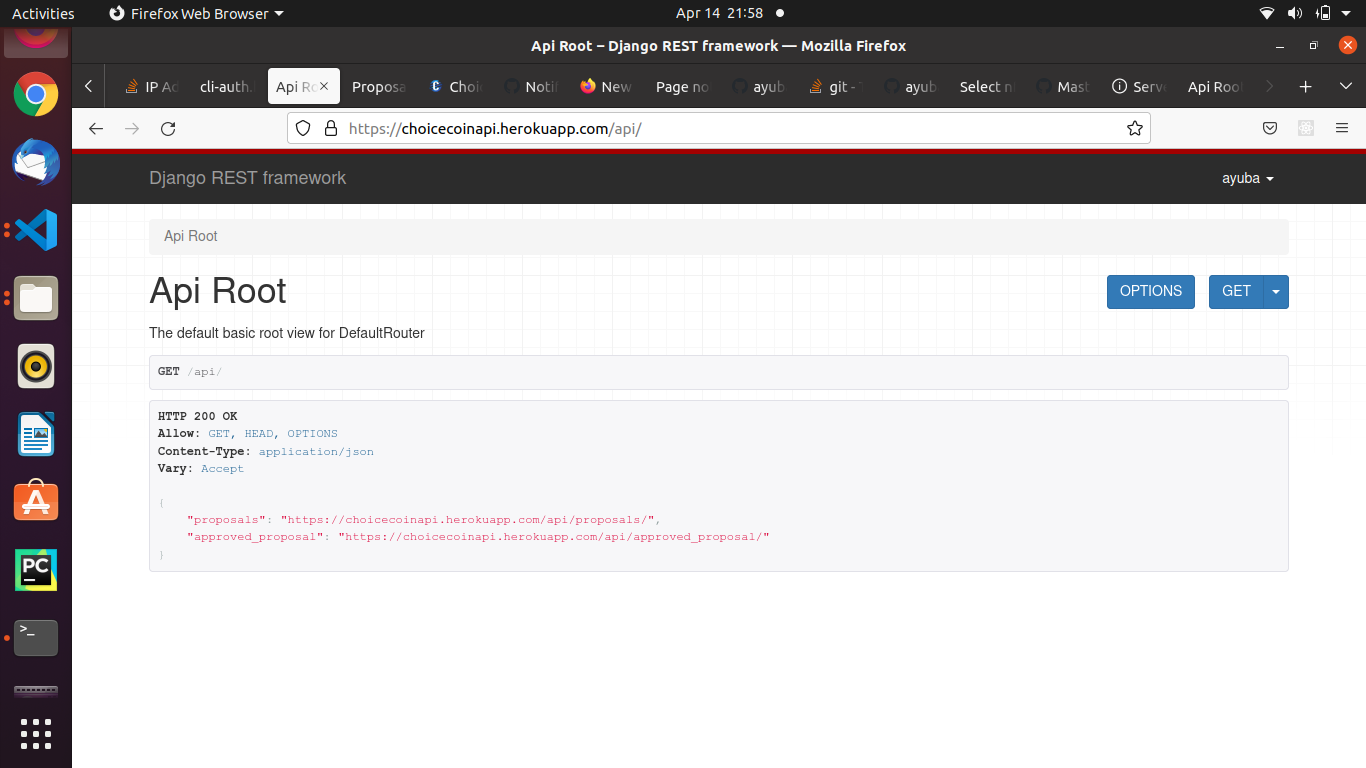 Activities Firefox Web Browser Apr 14 21:58
Api Root – Django REST framework — Mozilla Firefox
IP Ad cli-auth. Api Ro Proposa Choi Notif New Page no ayub git - ayub Select n Mast Serv Api Roo
https://choicecoinapi.herokuapp.com/api/
Django REST framework ayuba
Api Root
Api Root OPTIONS GET
The default basic root view for DefaultRouter
GET /api/
HTTP 200 OK
Allow: GET, HEAD, OPTIONS
Content-Type: application/json
Vary: Accept
{
"proposals": "https://choicecoinapi.herokuapp.com/api/proposals/",
"approved_proposal": "https://choicecoinapi.herokuapp.com/api/approved_proposal/"
}
PC
>_